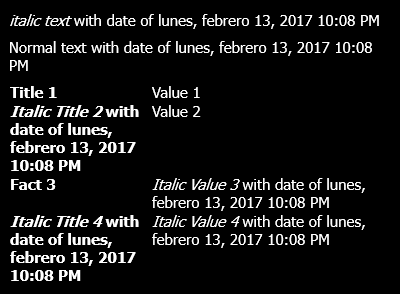 italic text with date of lunes, febrero 13, 2017 10:08 PM
Normal text with date of lunes, febrero 13, 2017 10:08
PM
Title 1 Value 1
Italic Title 2 with Value 2
date of lunes,
febrero 13, 2017
10:08 PM
Fact 3 Italic Value 3 with date of lunes,
febrero 13, 2017 10:08 PM
Italic Title 4 with Italic Value 4 with date of lunes,
date of lunes, febrero 13, 2017 10:08 PM
febrero 13, 2017
10:08 PM